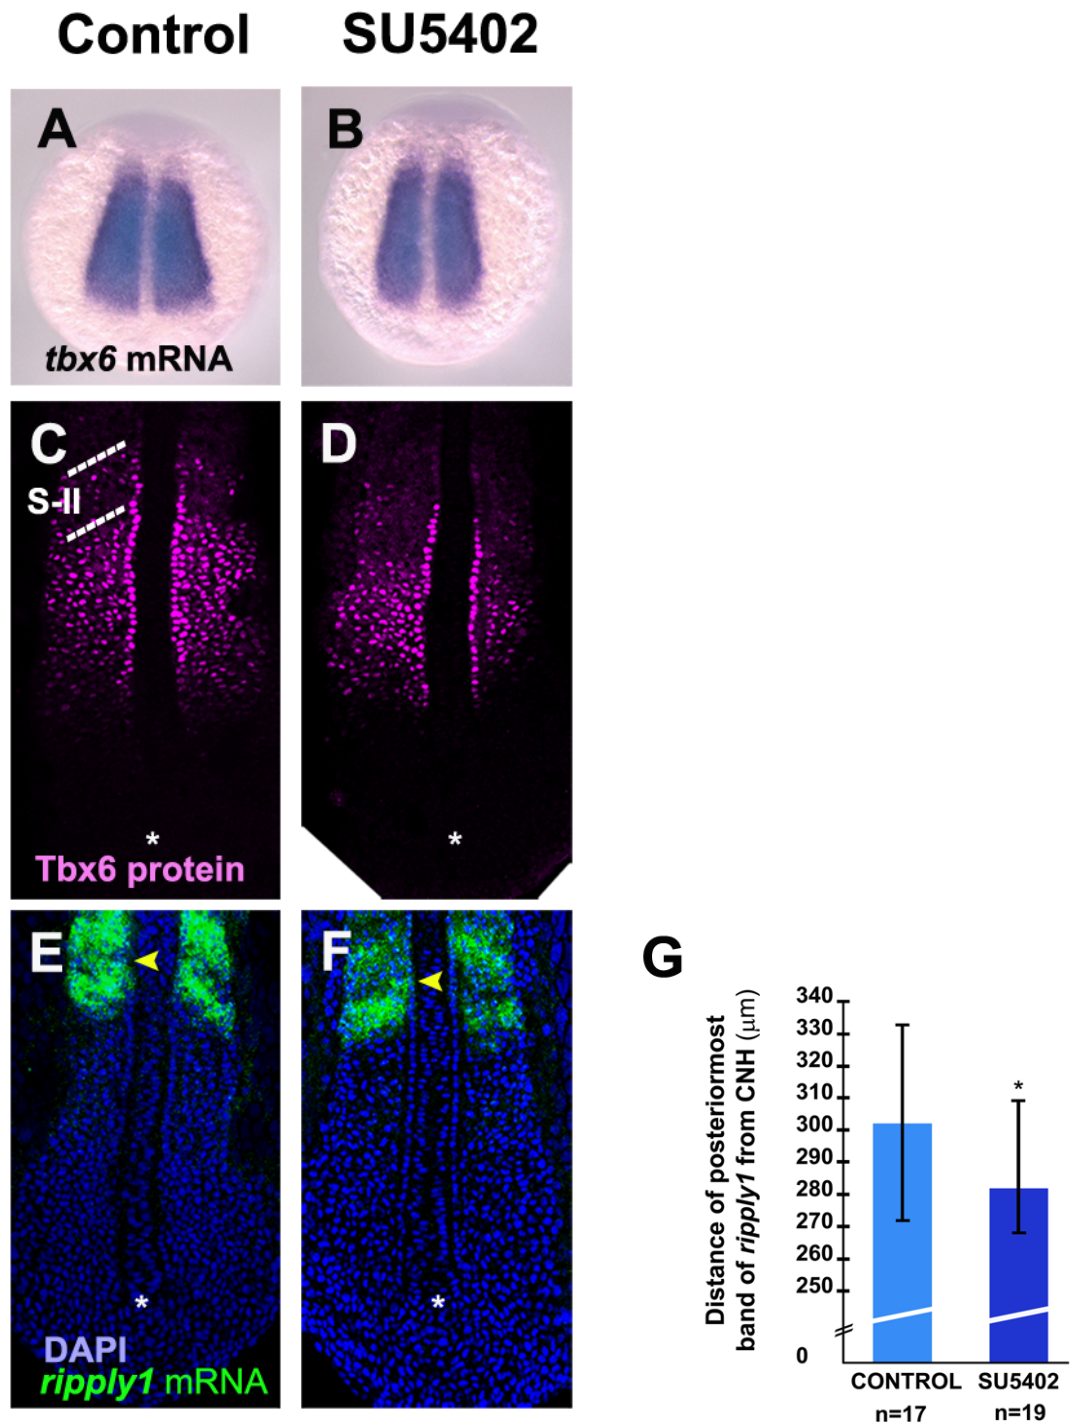 Control
SU5402
A
tbx6 mRNA
B
C
S-II
*
Tbx6 protein
D
*
E
*
DAPI
ripply1 mRNA
F
*
G
Distance of posteriormost
band of ripply1 from CNH (μm)
340
330
320
310
300
290
280
270
260
250
0
*
CONTROL SU5402
n=17 n=19